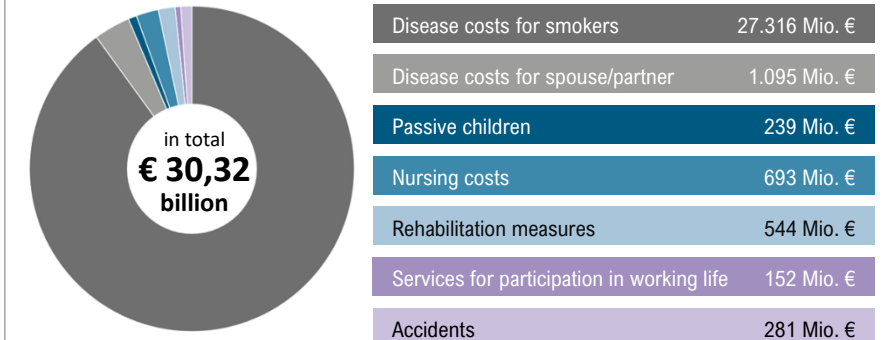 in total
€ 30,32
billion
Disease costs for smokers 27.316 Mio. €
Disease costs for spouse/partner 1.095 Mio. €
Passive children 239 Mio. €
Nursing costs 693 Mio. €
Rehabilitation measures 544 Mio. €
Services for participation in working life 152 Mio. €
Accidents 281 Mio. €